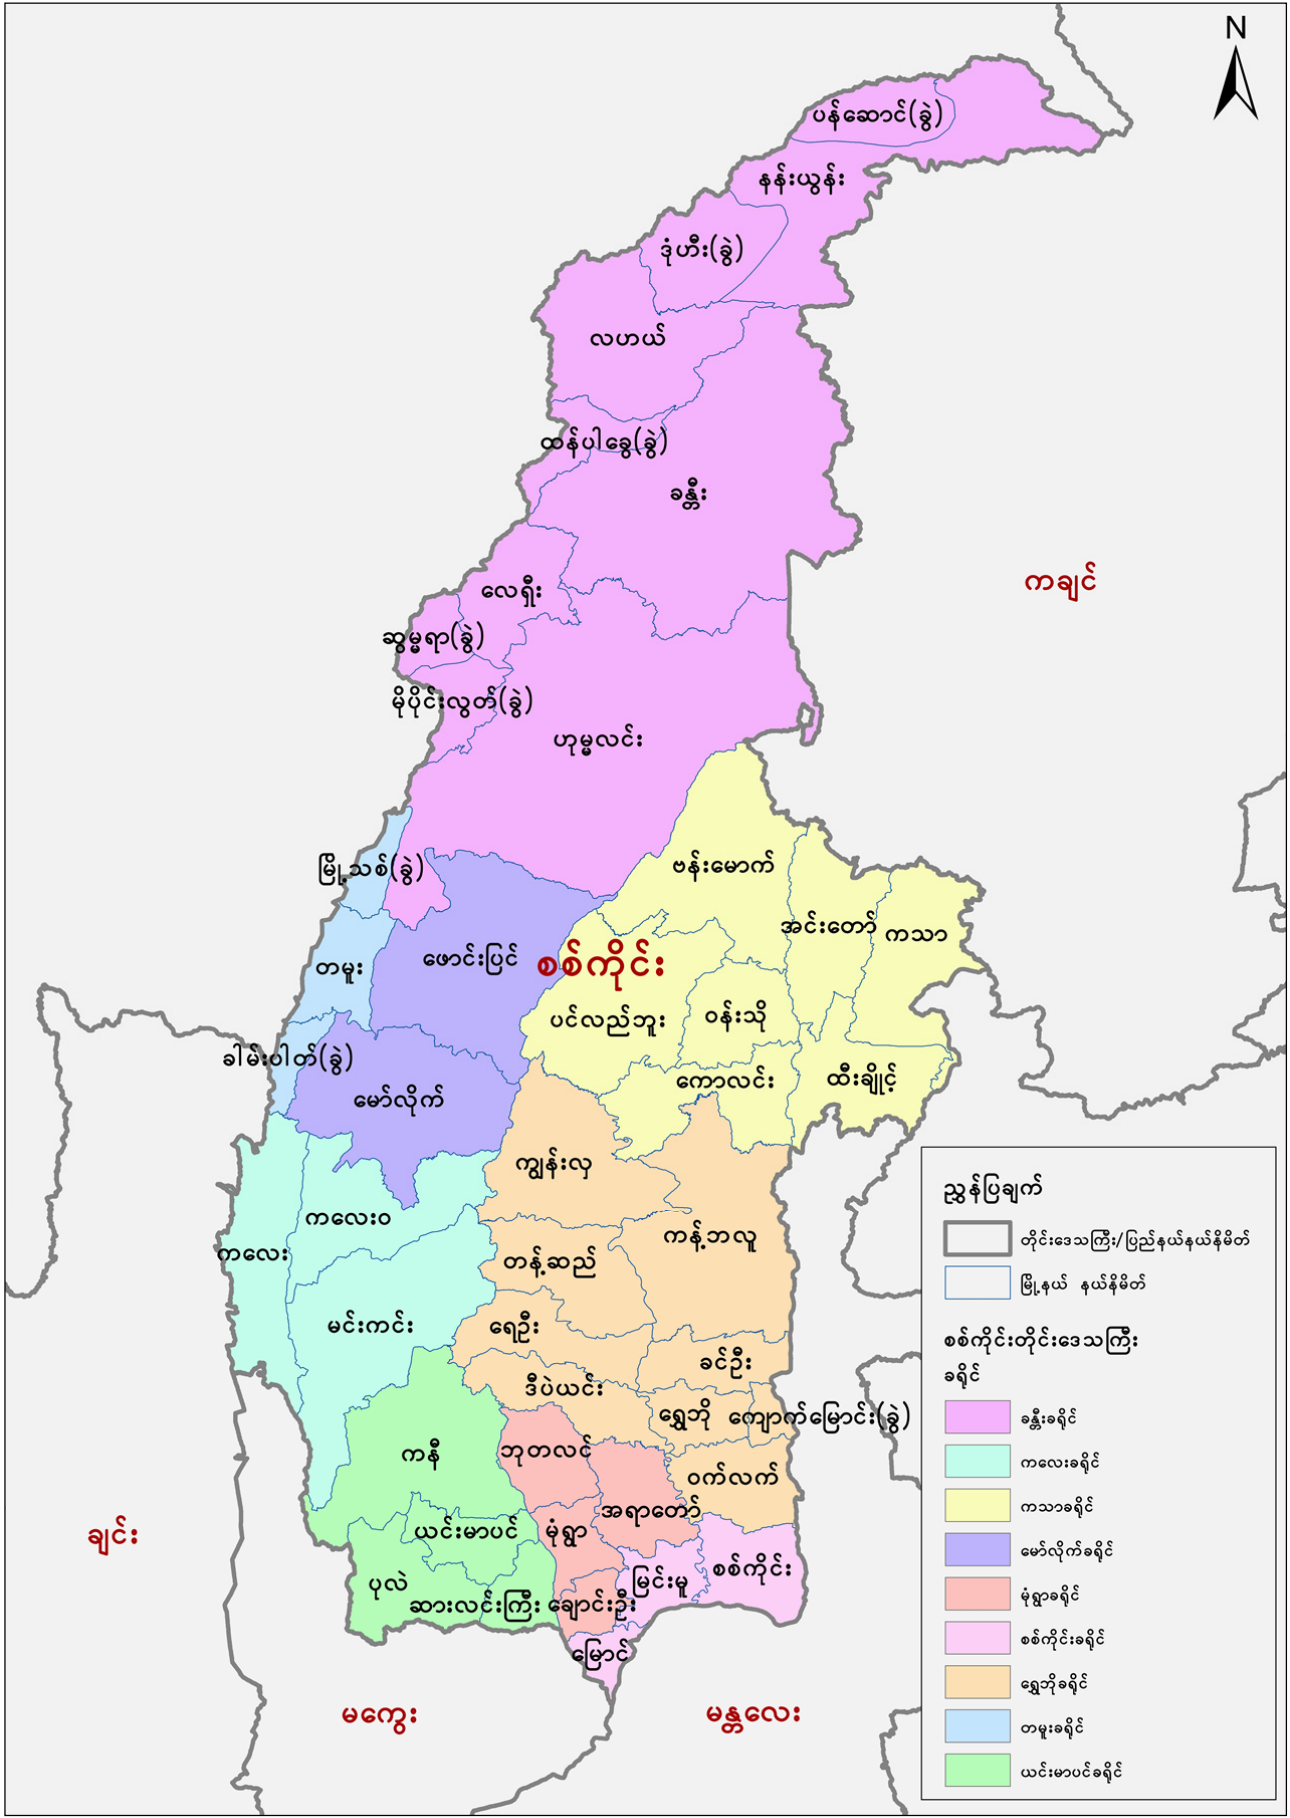 N
ပန်ဆောင်(ခွဲ)
နန်းယွန်း
ဒုံဟီး(ခွဲ)
လဟယ်
ထန်ပါခွေ(ခွဲ)
ခန္တီး
ကချင်
လေရှီး
ဆွမ္မရာ(ခွဲ)
မိုပိုင်းလွတ်(ခွဲ)
ဟုမ္မလင်း
မြို့သစ်(ခွဲ)
ဗန်းမောက်
အင်းတော်
ကသာ
ဖောင်းပြင်
စစ်ကိုင်း
တမူး
ပင်လည်ဘူး
ဝန်းသို
ခါမ်းပါတ်(ခွဲ)
ကောလင်း
ထီးချိုင့်
မော်လိုက်
ကျွန်းလှ
ကလေးဝ
ကန့်ဘလူ
ကလေး
တန့်ဆည်
မင်းကင်း
ရေဦး
ခင်ဦး
ဒီပဲယင်း
ရွှေဘို
ကျောက်မြောင်း(ခွဲ)
ကနီ
ဘုတလင်
ဝက်လက်
အရာတော်
ယင်းမာပင်
မုံရွာ
ချင်း
ပုလဲ
မြင်းမူ
စစ်ကိုင်း
ဆားလင်းကြီး
ချောင်းဦး
မြောင်
မကွေး
မန္တလေး
ညွှန်ပြချက်
တိုင်းဒေသကြီး/ပြည်နယ်နယ်နိမိတ်
မြို့နယ် နယ်နိမိတ်
စစ်ကိုင်းတိုင်းဒေသကြီး
ခရိုင်
ခန္တီးခရိုင်
ကလေးခရိုင်
ကသာခရိုင်
မော်လိုက်ခရိုင်
မုံရွာခရိုင်
စစ်ကိုင်းခရိုင်
ရွှေဘိုခရိုင်
တမူးခရိုင်
ယင်းမာပင်ခရိုင်